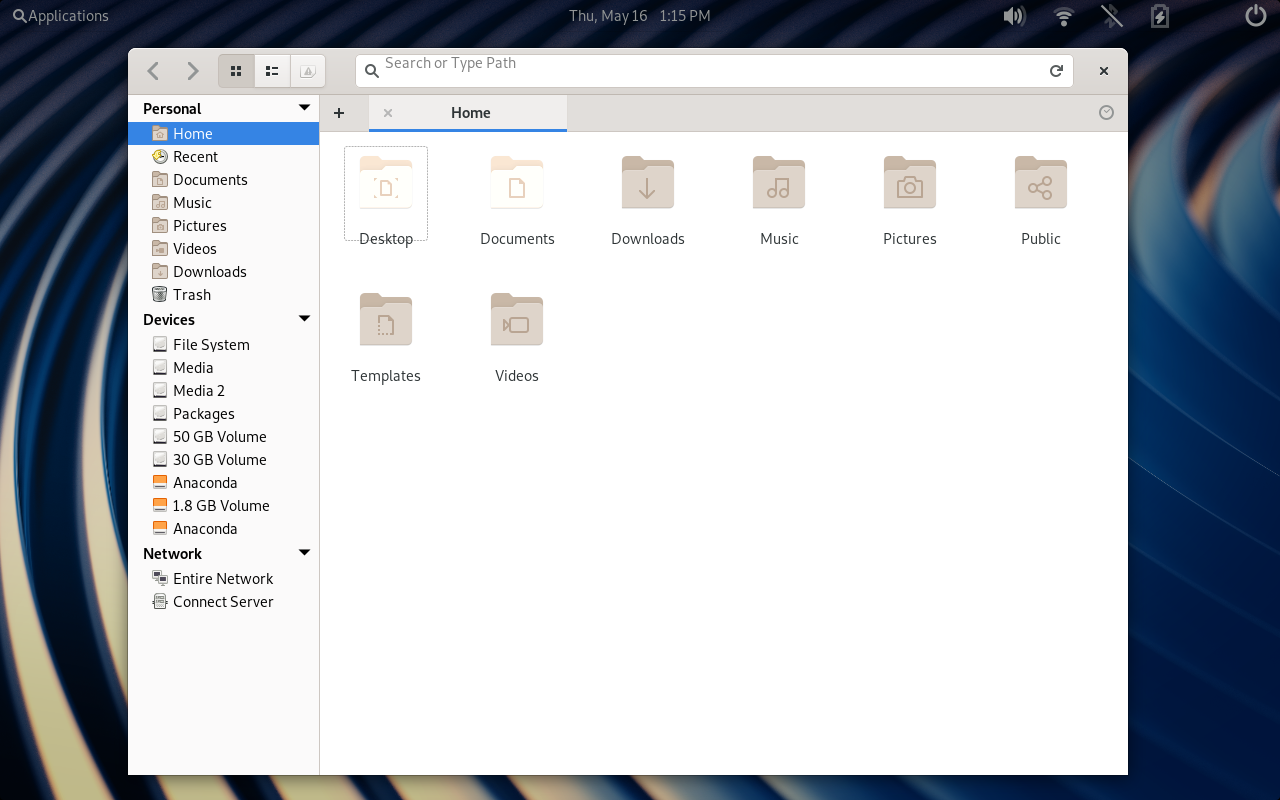 Applications
Thu, May 16 1:15 PM
Search or Type Path
Personal
Home
Home
Recent
Documents
Music
Pictures
Videos
Downloads
Trash
Devices
File System
Media
Media 2
Packages
50 GB Volume
30 GB Volume
Anaconda
1.8 GB Volume
Anaconda
Network
Entire Network
Connect Server
Desktop
Documents
Downloads
Music
Pictures
Public
Templates
Videos